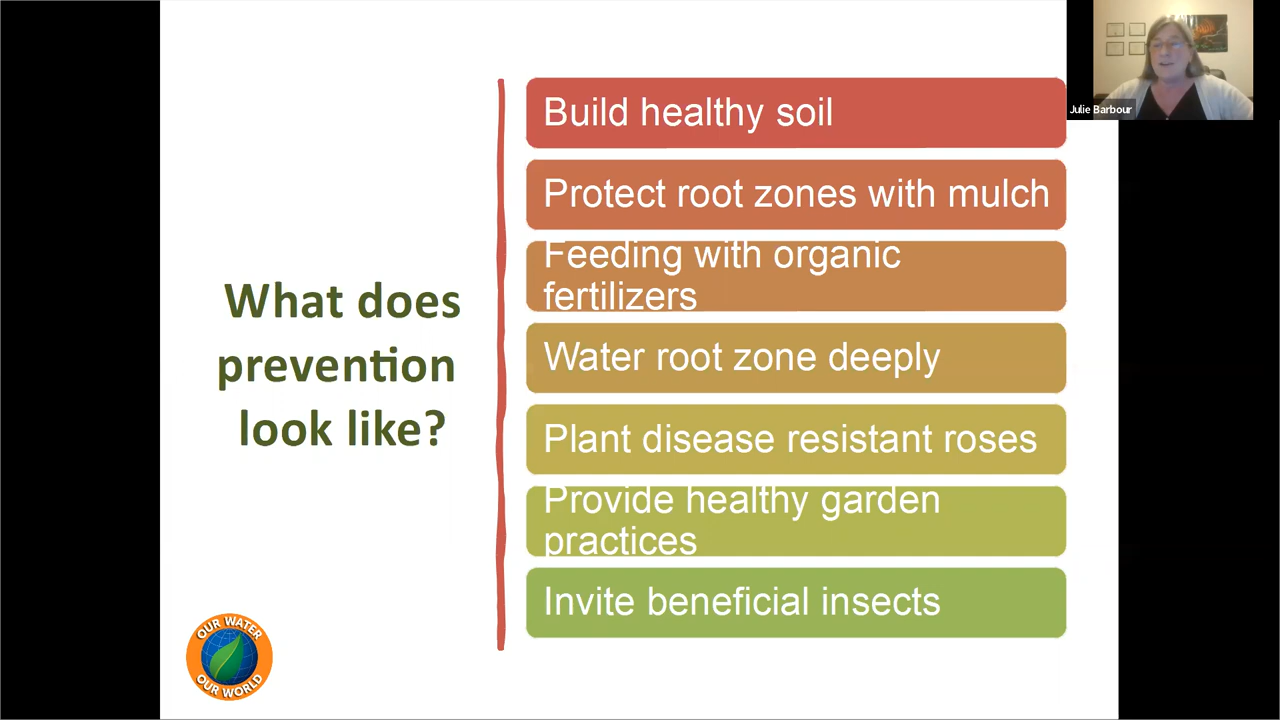 Build healthy soil
Protect root zones with mulch
Feeding with organic
fertilizers
Water root zone deeply
Plant disease resistant roses
Provide healthy garden
practices
Invite beneficial insects
What does
prevention
look like?
OUR WATER
OUR WORLD
Julie Barbour